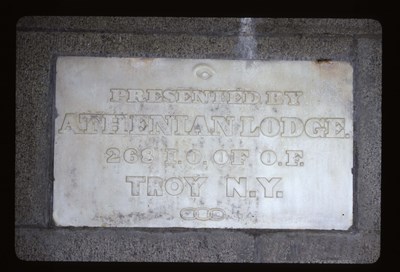 PRESENTED BY
ATHENIAN LODGE.
268 I.O. OF O.F.
TROY N.Y.